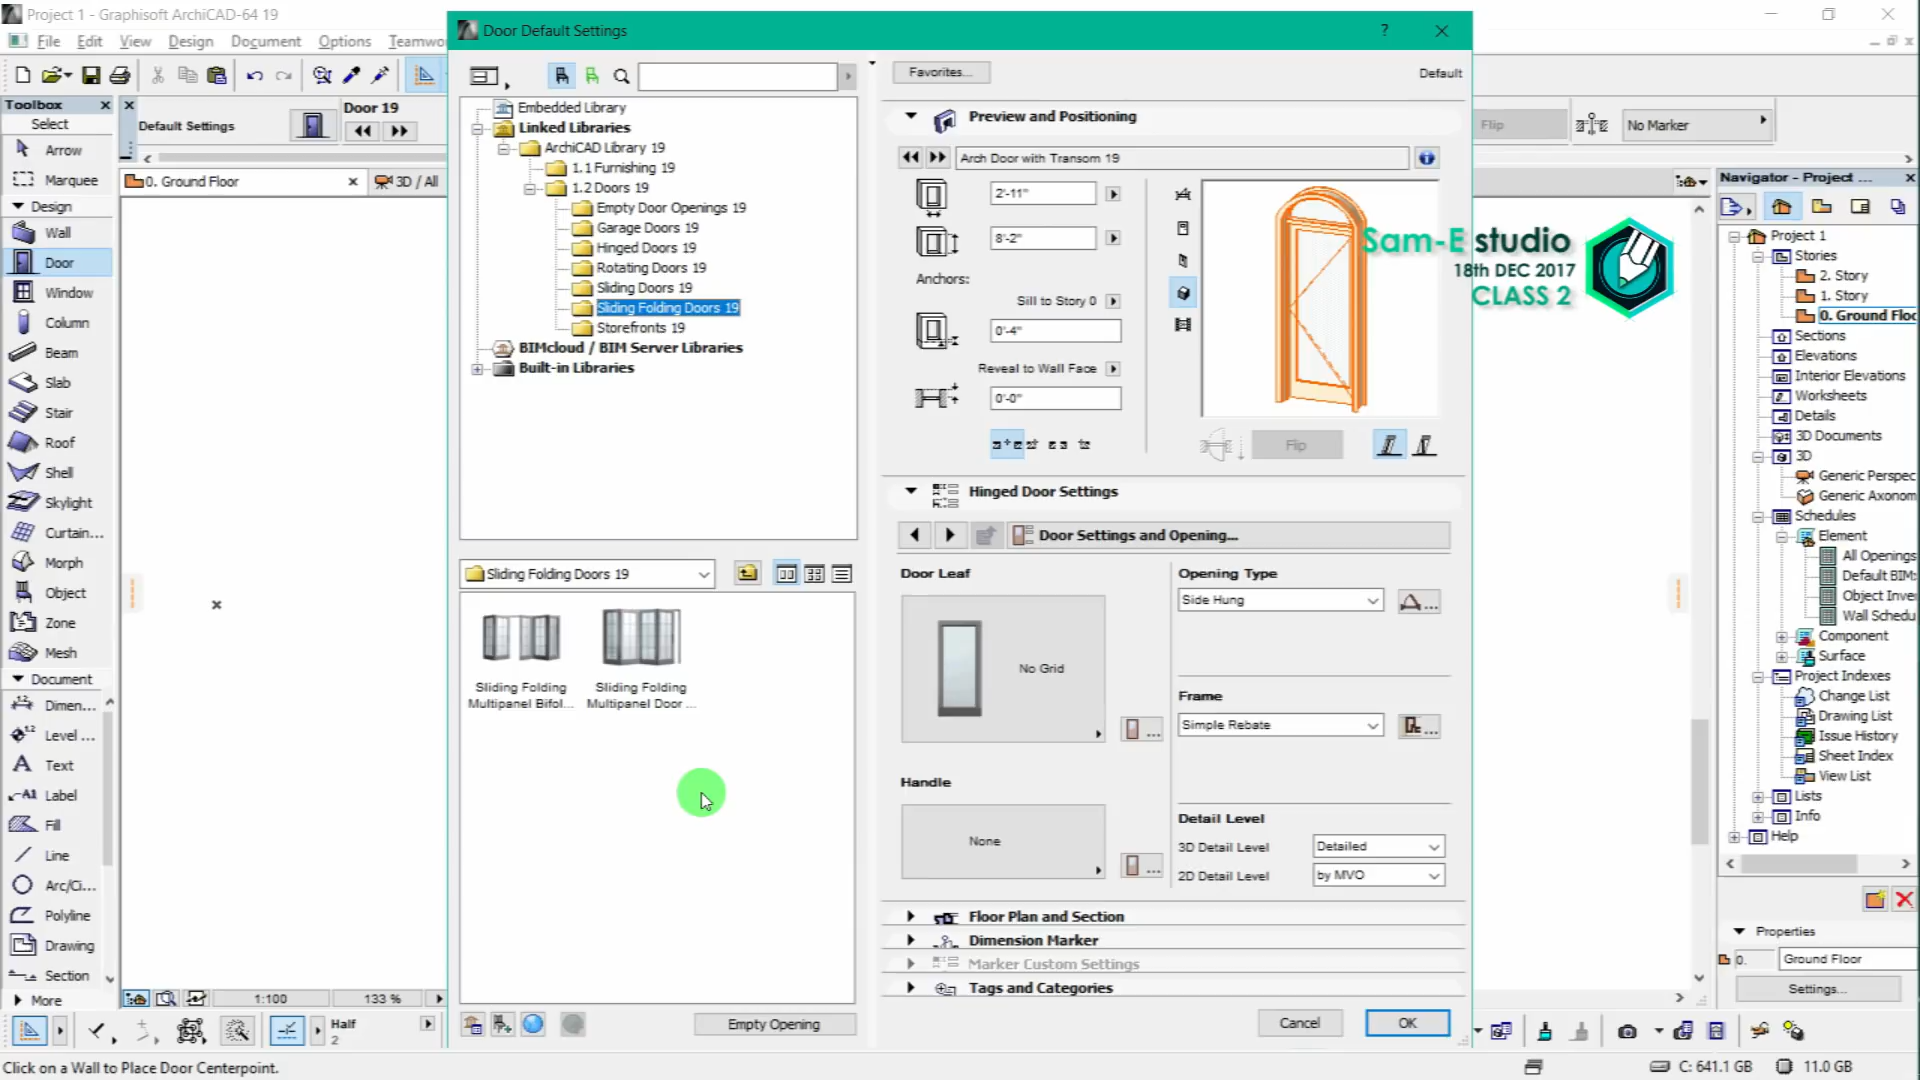 Project 1 - Graphisoft ArchiCAD-64 19
File Edit View Design Document Options Teamwo
Toolbox
Select
Arrow
Marquee
Design
Wall
Door
Window
Column
Beam
Slab
Stair
Roof
Shell
Skylight
Curtain...
Morph
Object
Zone
Mesh
Document
Dimen...
Level ...
Text
Label
Fill
Line
Arc/Ci...
Polyline
Drawing
Section
More
Default Settings
Door 19
0. Ground Floor
3D / All
1:100
133 %
Half
2
Click on a Wall to Place Door Centerpoint.
Door Default Settings
?
Embedded Library
Linked Libraries
ArchiCAD Library 19
1.1 Furnishing 19
1.2 Doors 19
Empty Door Openings 19
Garage Doors 19
Hinged Doors 19
Rotating Doors 19
Sliding Doors 19
Sliding Folding Doors 19
Storefronts 19
BIMcloud / BIM Server Libraries
Built-in Libraries
Sliding Folding Doors 19
Sliding Folding
Multipanel Bifol...
Sliding Folding
Multipanel Door ...
Empty Opening
Favorites...
Default
Preview and Positioning
Arch Door with Transom 19
2'-11"
8'-2"
Anchors:
Sill to Story 0
0'-4"
Reveal to Wall Face
0'-0"
Flip
Hinged Door Settings
Door Settings and Opening...
Door Leaf
No Grid
Handle
None
Opening Type
Side Hung
Frame
Simple Rebate
Detail Level
3D Detail Level
Detailed
2D Detail Level
by MVO
Floor Plan and Section
Dimension Marker
Marker Custom Settings
Tags and Categories
Cancel
OK
Flip
No Marker
Sam-E studio
18th DEC 2017
CLASS 2
Navigator - Project ...
Project 1
Stories
2. Story
1. Story
0. Ground Floo
Sections
Elevations
Interior Elevations
Worksheets
Details
3D Documents
3D
Generic Perspec
Generic Axonom
Schedules
Element
All Openings
Default BIM
Object Inve
Wall Schedu
Component
Surface
Project Indexes
Change List
Drawing List
Issue History
Sheet Index
View List
Lists
Info
Help
Properties
0.
Ground Floor
Settings...
C: 641.1 GB
11.0 GB